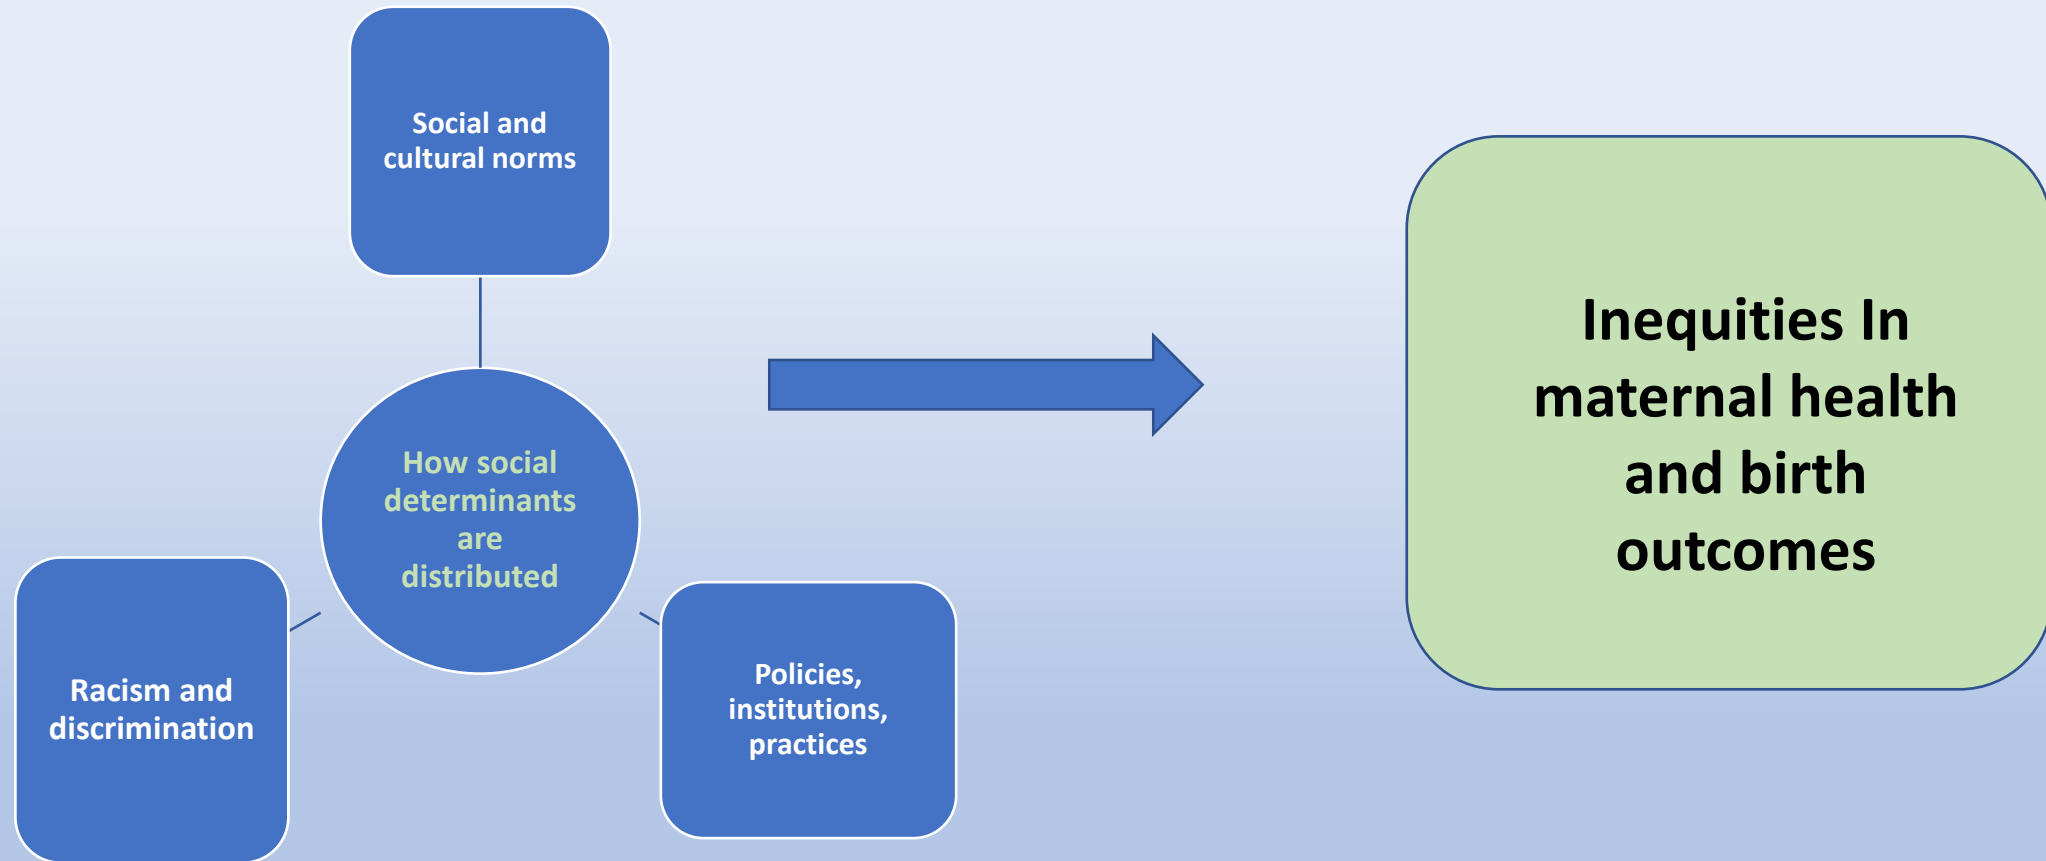 Social and
cultural norms
How social
determinants
are
distributed
Racism and
discrimination
Policies,
institutions,
practices
Inequities In
maternal health
and birth
outcomes